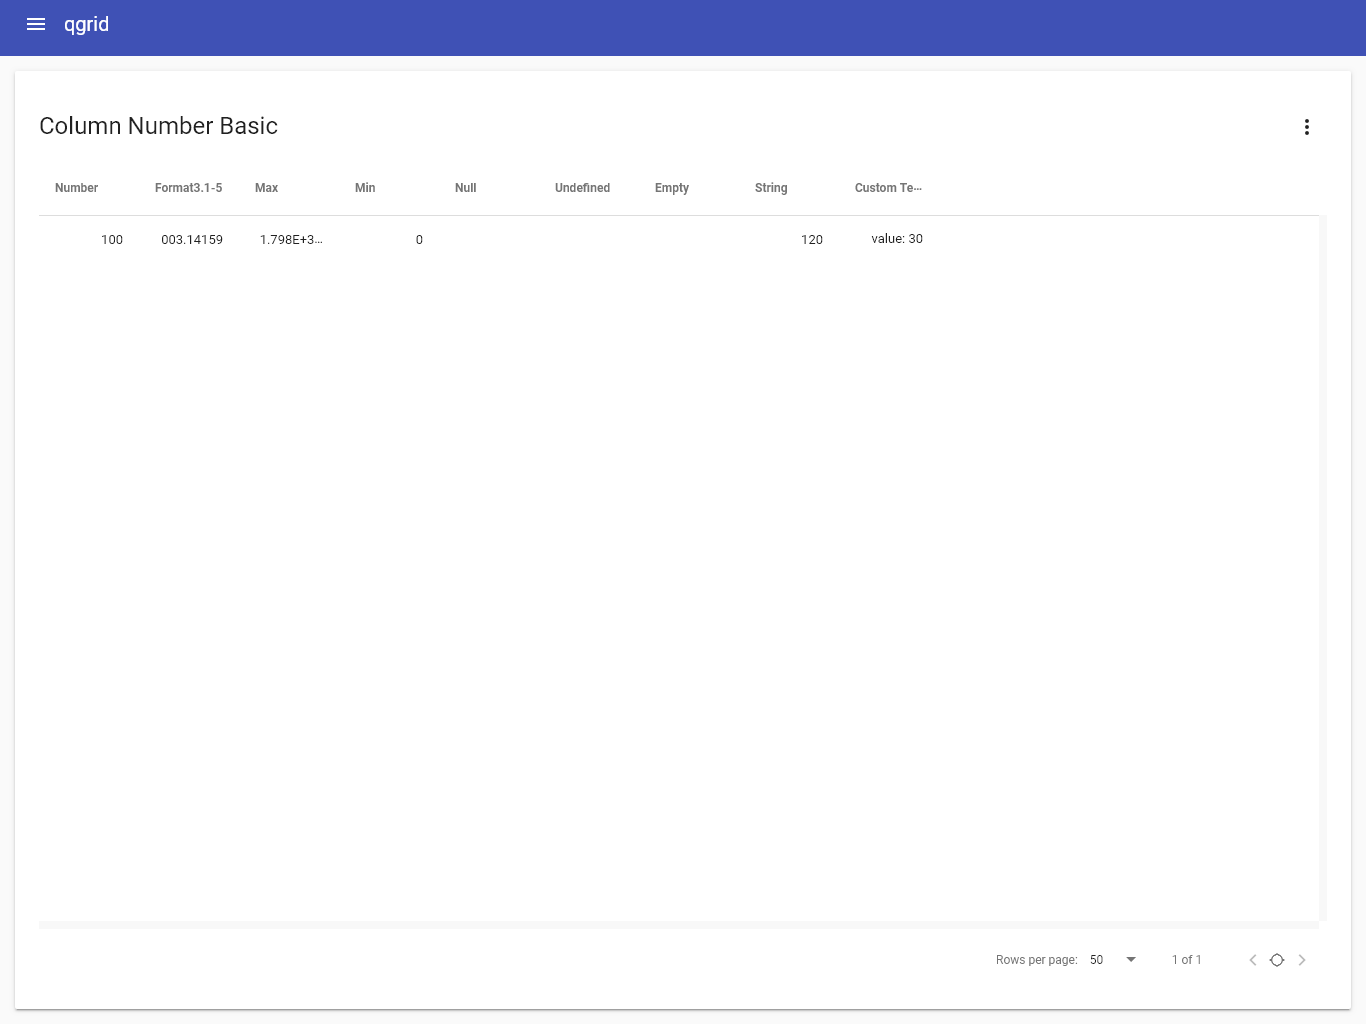 qgrid
Column Number Basic
Number Format3.1-5 Max Min Null Undefined Empty String Custom Te...
100 003.14159 1.798E+3... 0 120 value: 30
Rows per page: 50 1 of 1